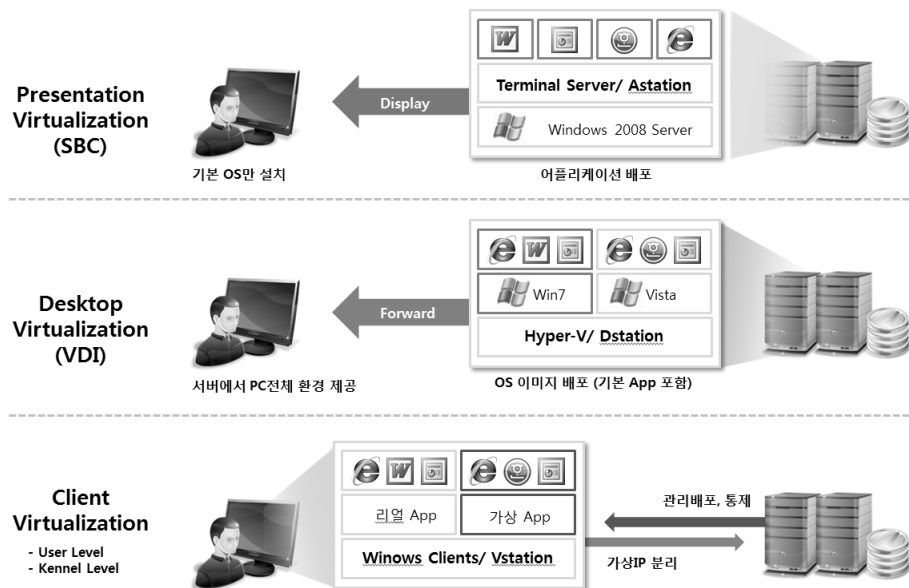 Presentation
Virtualization
(SBC)
Display
Terminal Server/ Astation
Windows 2008 Server
기본 OS만 설치
어플리케이션 배포
Desktop
Virtualization
(VDI)
Forward
Win7
Vista
Hyper-V/ Dstation
서버에서 PC전체 환경 제공
OS 이미지 배포 (기본 App 포함)
Client
Virtualization
- User Level
- Kennel Level
리얼 App
가상 App
Winows Clients/ Vstation
관리배포, 통제
가상IP 분리